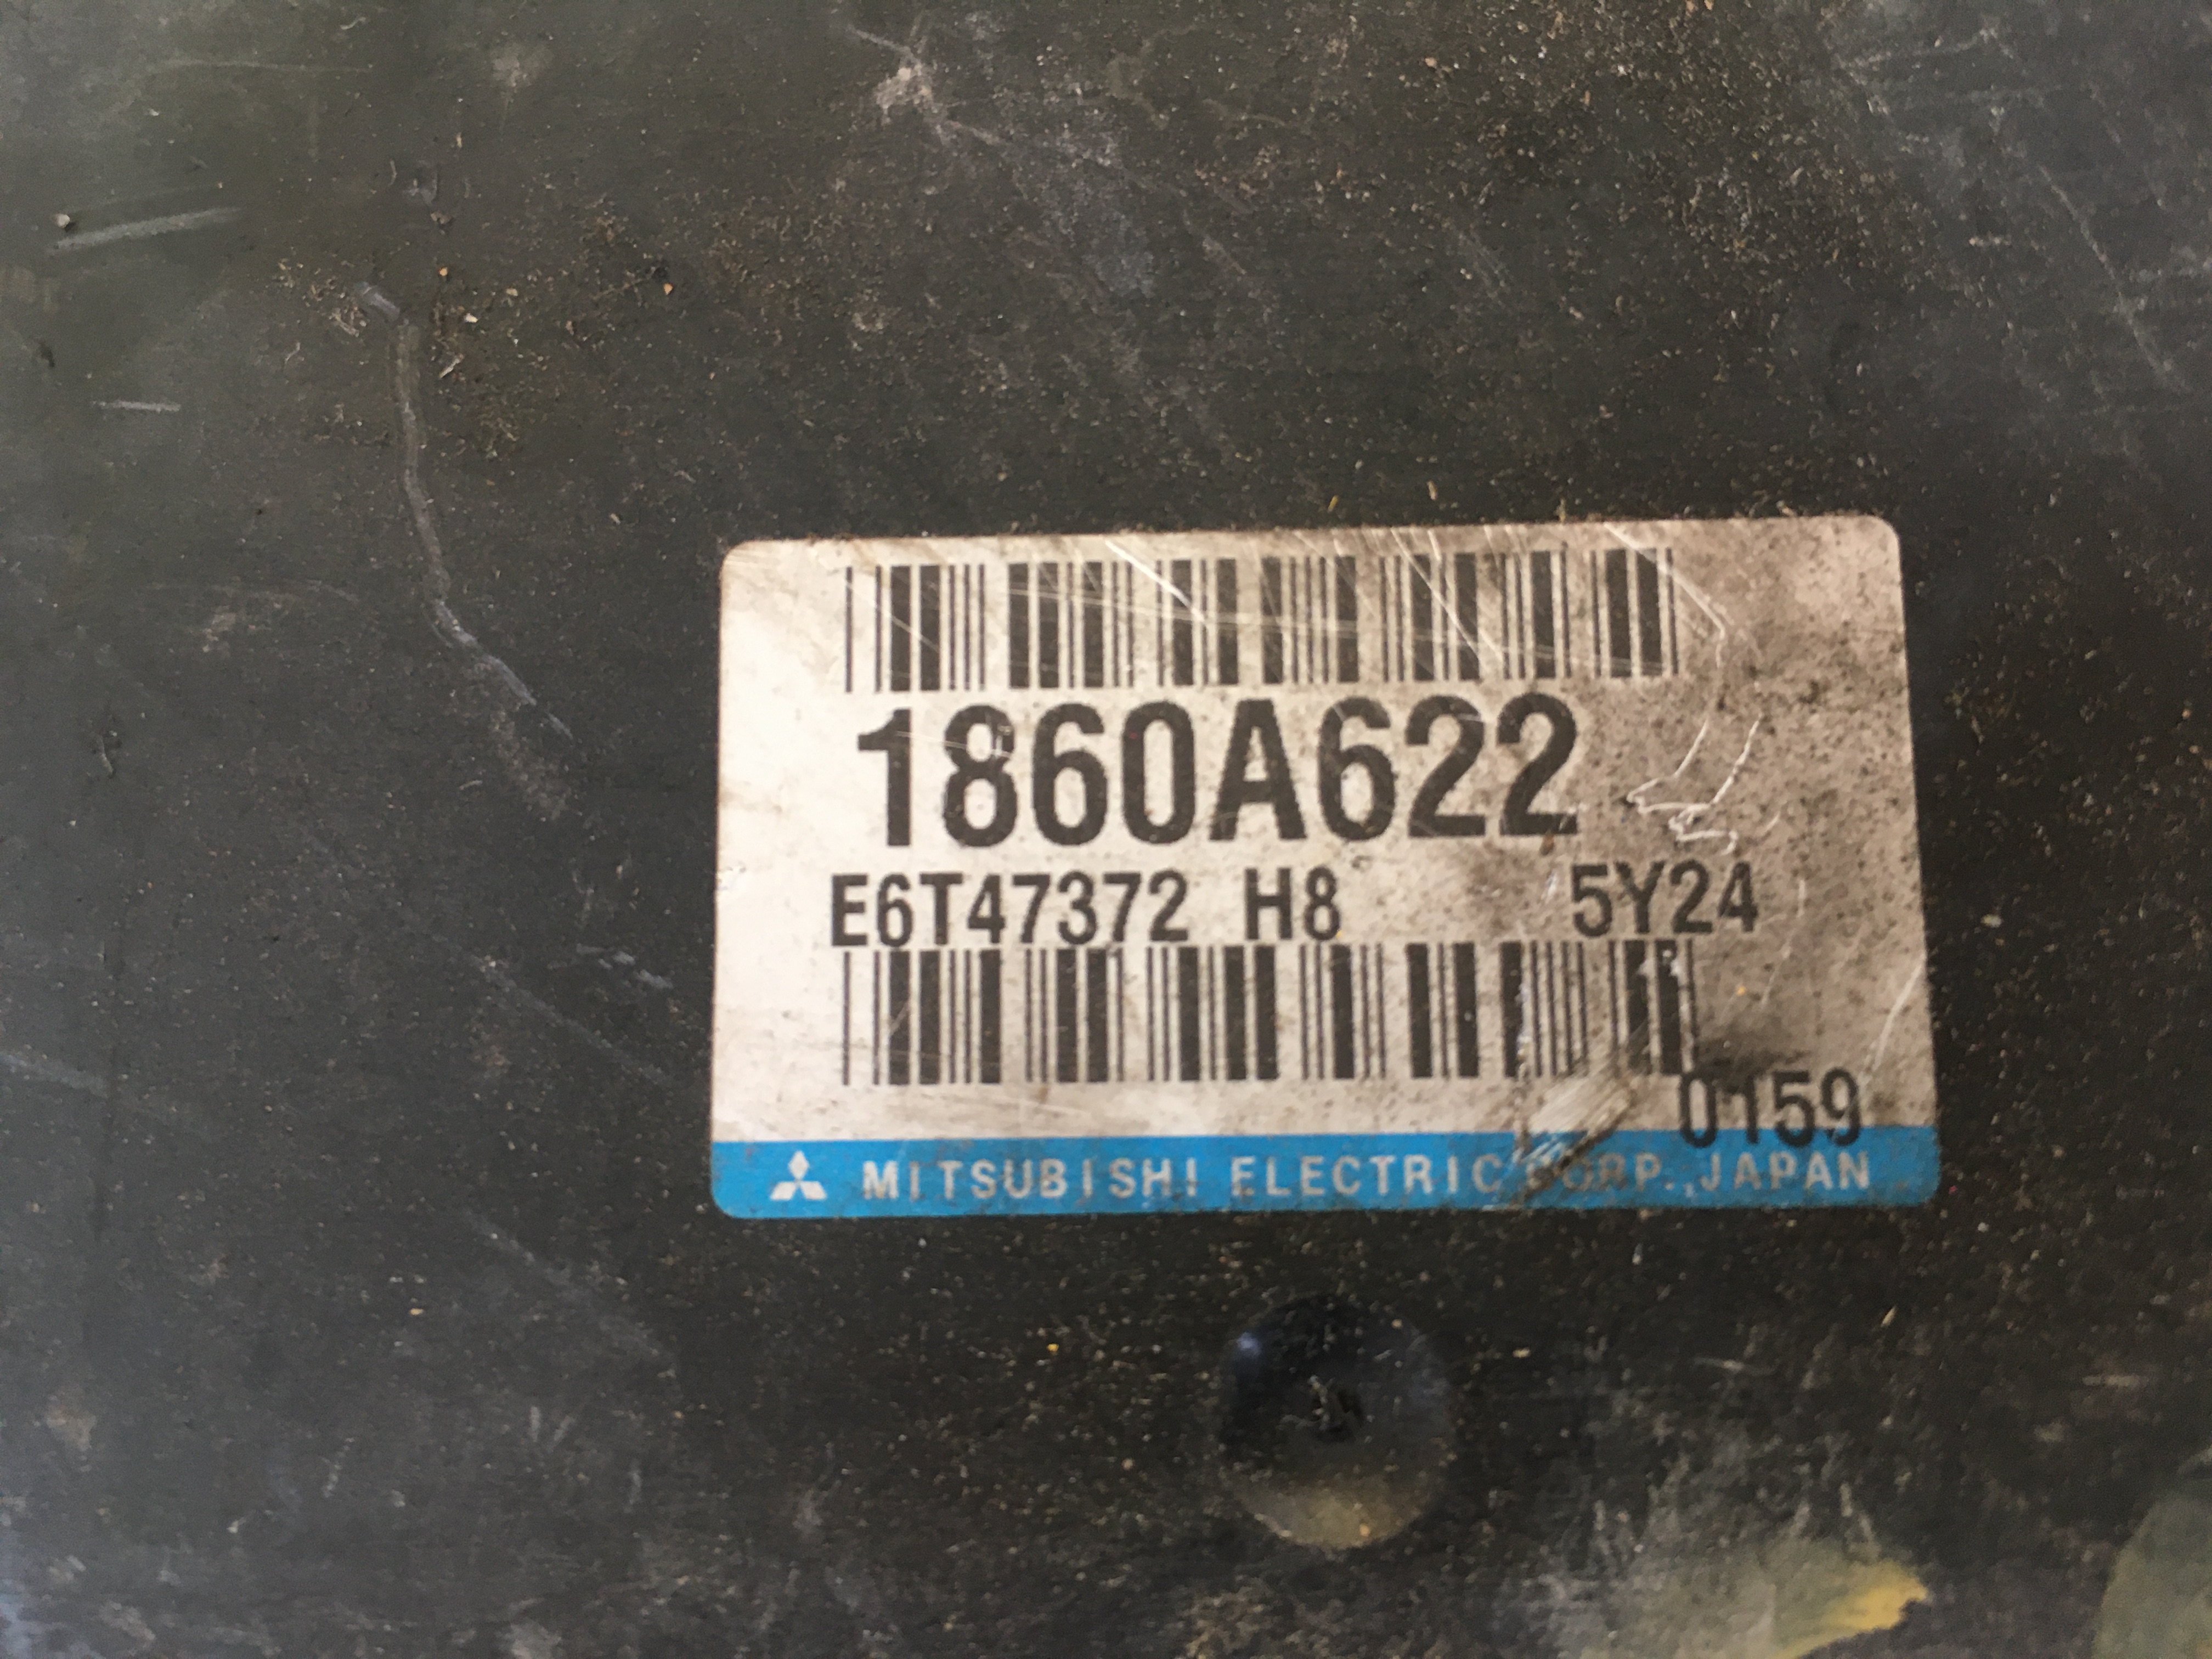 1860A622
E6T47372 H8 5Y24
0159
MITSUBISHI ELECTRIC CORP., JAPAN